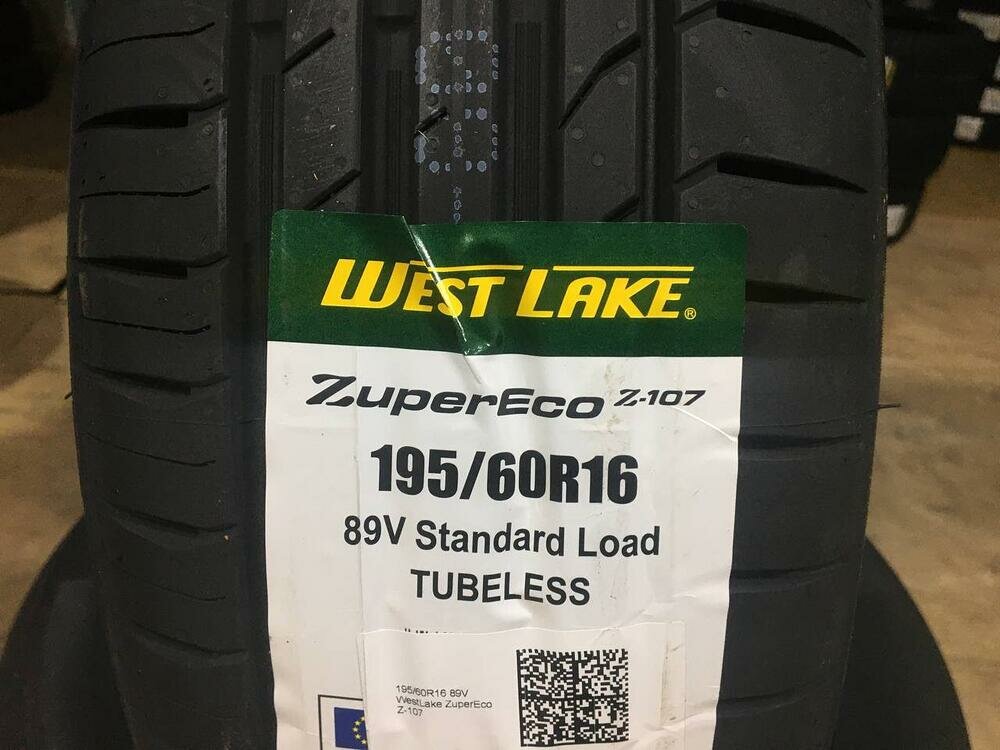 WEST LAKE®
ZuperEco Z-107
195/60R16
89V Standard Load
TUBELESS
195/60R16 89V
WestLake ZuperEco
Z-107